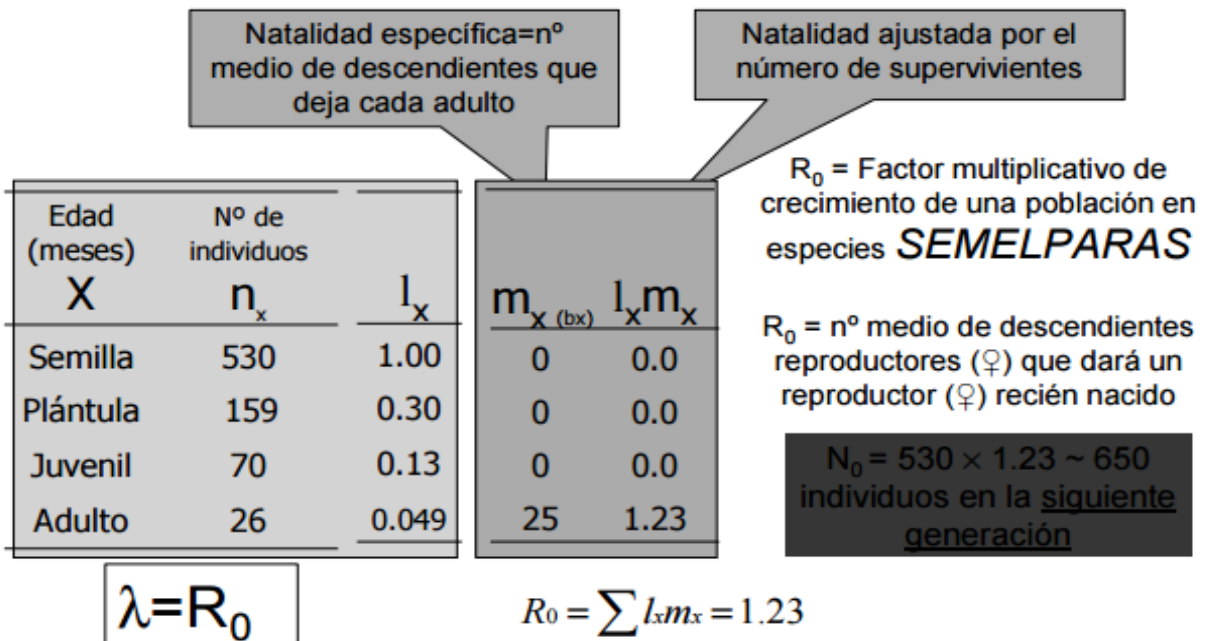 Natalidad específica=nº
medio de descendientes que
deja cada adulto
Natalidad ajustada por el
número de supervivientes
Edad (meses) X Nº de individuos nₓ lₓ mₓ (bx) lₓmₓ
Semilla 530 1.00 0 0.0
Plántula 159 0.30 0 0.0
Juvenil 70 0.13 0 0.0
Adulto 26 0.049 25 1.23
R₀ = Factor multiplicativo de
crecimiento de una población en
especies SEMELPARAS
R₀ = nº medio de descendientes
reproductores (♀) que dará un
reproductor (♀) recién nacido
N₀ = 530 × 1.23 ~ 650
individuos en la siguiente
generación
λ=R₀
R₀ = ∑ lₓmₓ = 1.23